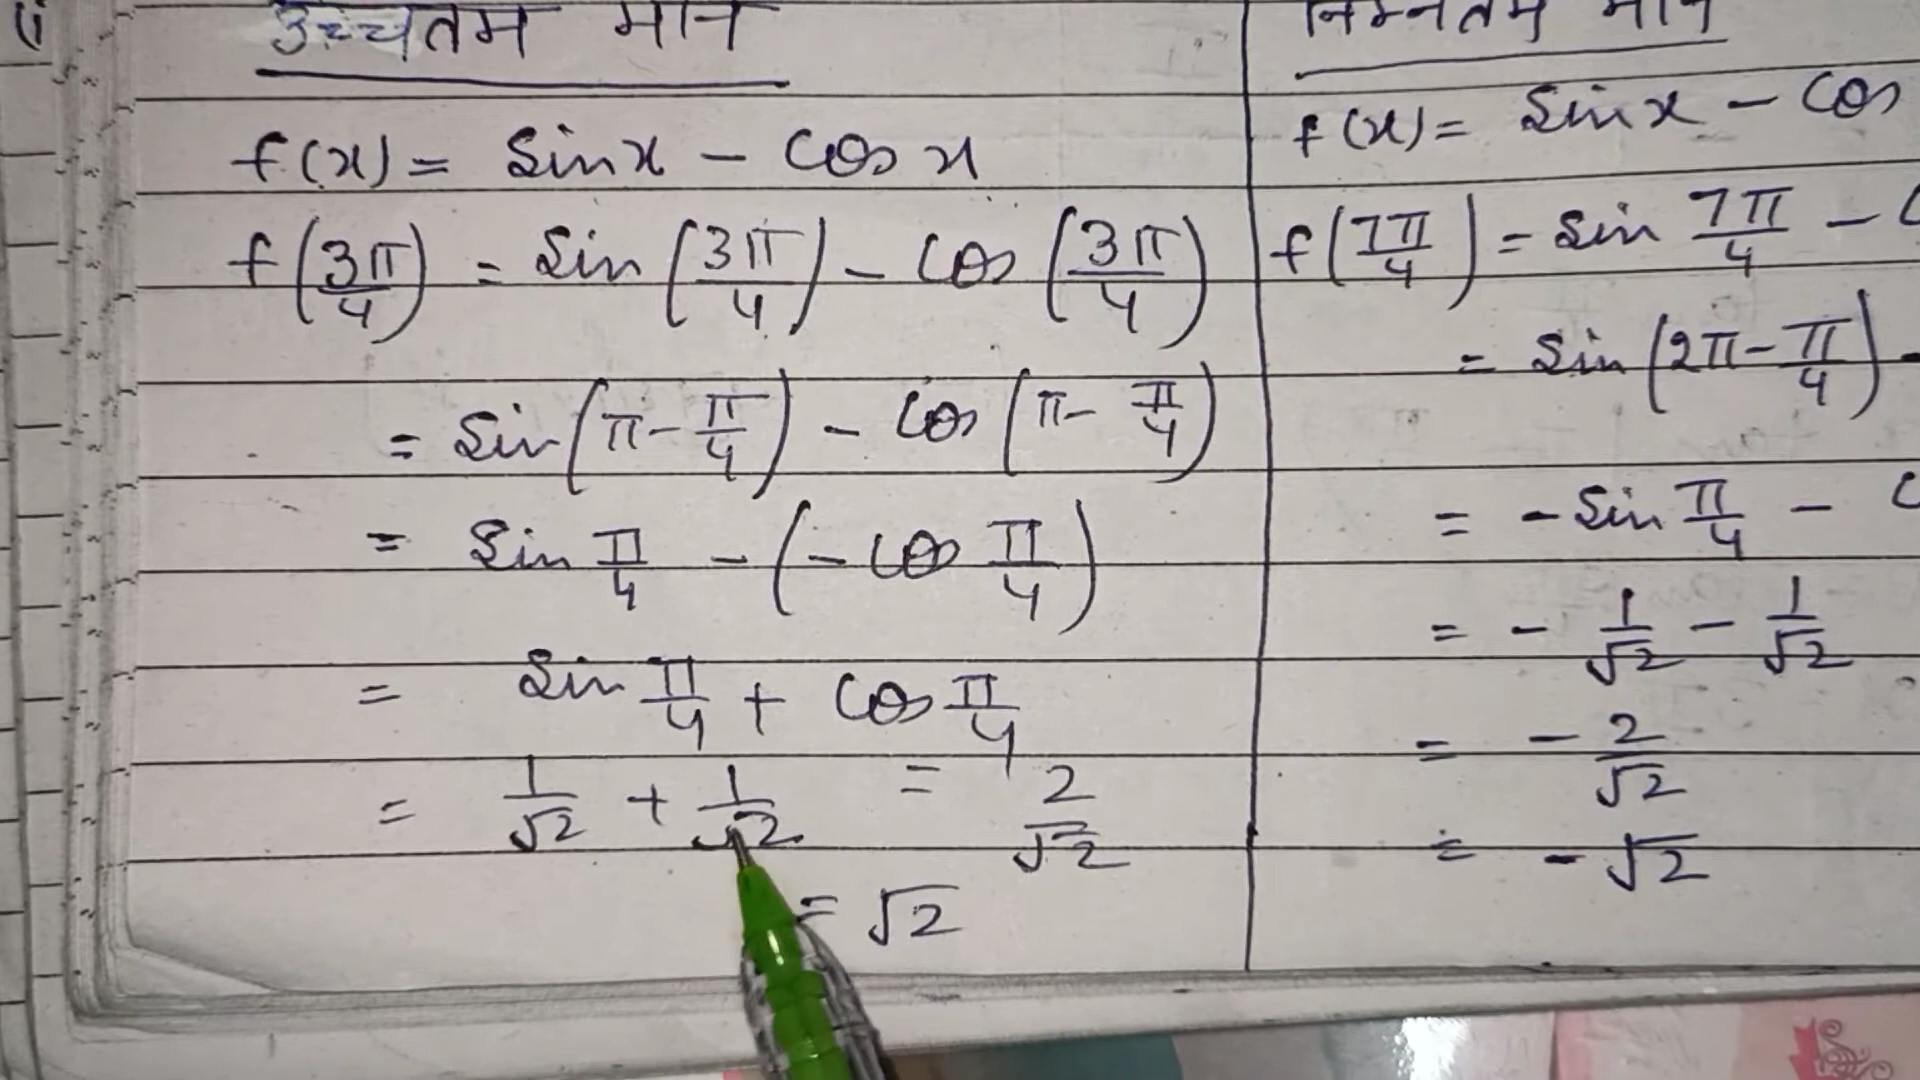 उच्चतम मान
f(x) = Sinx - Cos x
f(3π/4) = Sin(3π/4) - Cos(3π/4)
= Sin(π - π/4) - Cos(π - π/4)
= Sin π/4 - (-Cos π/4)
= Sin π/4 + Cos π/4
= 1/√2 + 1/√2 = 2/√2
= √2
निम्नतम मान
f(x) = Sinx - Cos
f(7π/4) = Sin 7π/4 - C
= Sin(2π - π/4) -
= -Sin π/4 - C
= - 1/√2 - 1/√2
= - 2/√2
= -√2